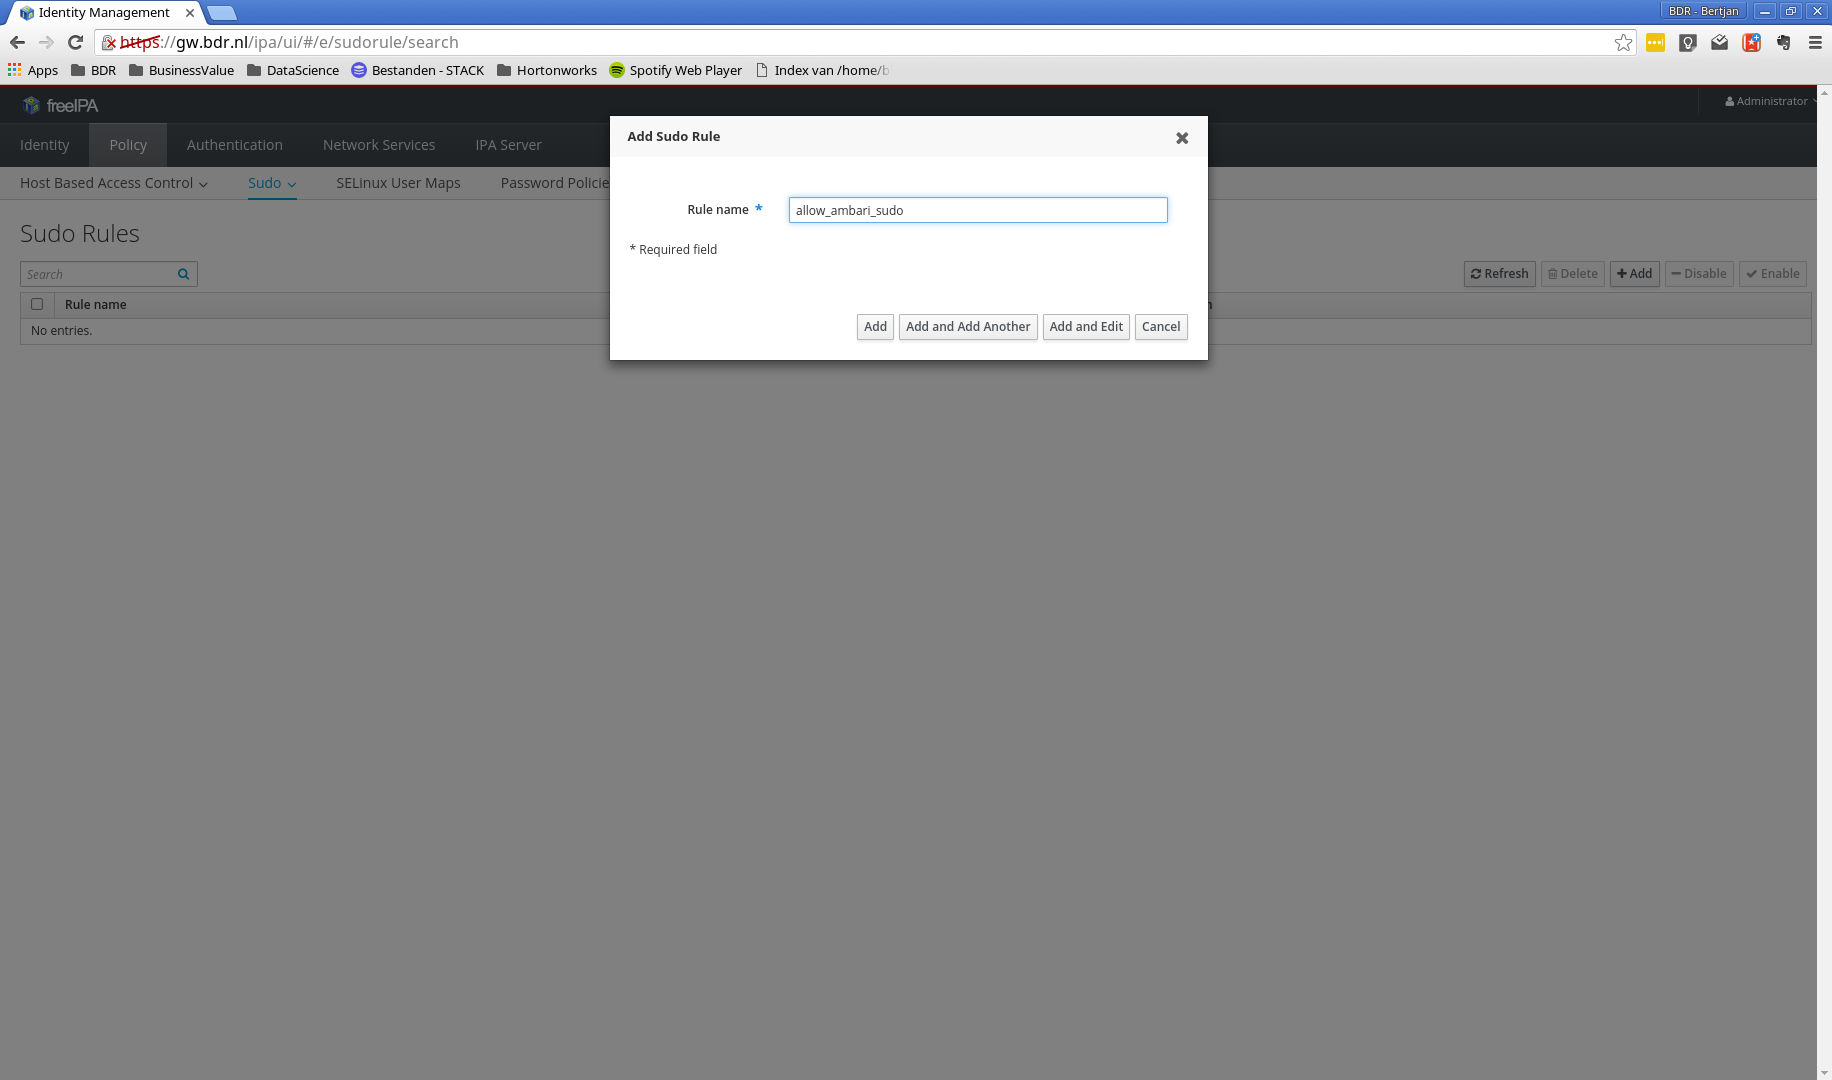 Identity Management
BDR - Bertjan
https://gw.bdr.nl/ipa/ui/#/e/sudorule/search
Apps BDR BusinessValue DataScience Bestanden - STACK Hortonworks Spotify Web Player Index van /home/b
freeIPA
Administrator
Identity Policy Authentication Network Services IPA Server
Host Based Access Control Sudo SELinux User Maps Password Policie
Sudo Rules
Search
Refresh Delete Add Disable Enable
Rule name
No entries.
Add Sudo Rule
Rule name *
allow_ambari_sudo
* Required field
Add Add and Add Another Add and Edit Cancel